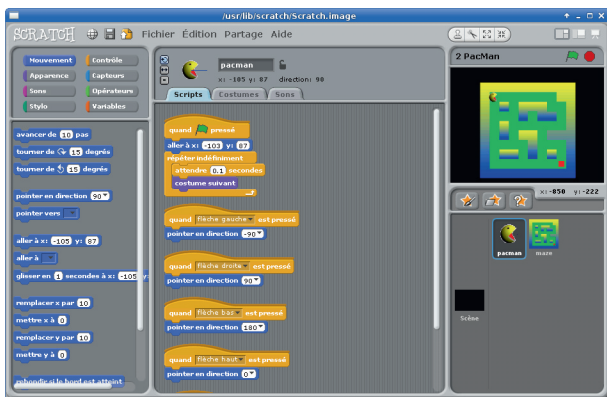 /usr/lib/scratch/Scratch.image
SCRATCH Fichier Édition Partage Aide
Mouvement Contrôle
Apparence Capteurs
Sons Opérateurs
Stylo Variables
avancer de 10 pas
tourner de 15 degrés
tourner de 15 degrés
pointer en direction 90
pointer vers
aller à x: -105 y: 87
aller à
glisser en 1 secondes à x: -105 y:
remplacer x par 10
mettre x à 0
remplacer y par 10
mettre y à 0
rebondir si le bord est atteint
pacman
x: -105 y: 87 direction: 90
Scripts Costumes Sons
quand pressé
aller à x: -103 y: 87
répéter indéfiniment
attendre 0.1 secondes
costume suivant
quand flèche gauche est pressé
pointer en direction -90
quand flèche droite est pressé
pointer en direction 90
quand flèche bas est pressé
pointer en direction 180
quand flèche haut est pressé
pointer en direction 0
2 PacMan
x: -850 y: -222
pacman maze
Scène